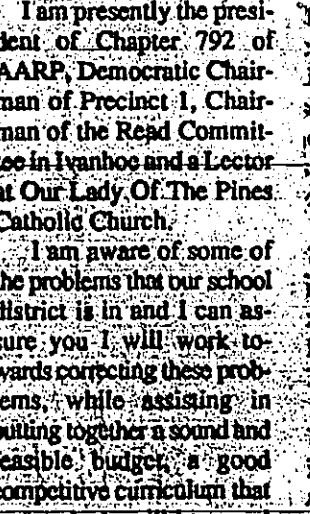 I am presently the presi-
dent of Chapter 792 of
AARP, Democratic Chair-
man of Precinct 1, Chair-
man of the Read Commit-
tee in Ivanhoe and a Lector
at Our Lady Of The Pines
Catholic Church.
I am aware of some of
the problems that our school
district is in and I can as-
sure you I will work to-
wards correcting these prob-
lems, while assisting in
putting together a sound and
feasible budget, a good
competitive curriculum that